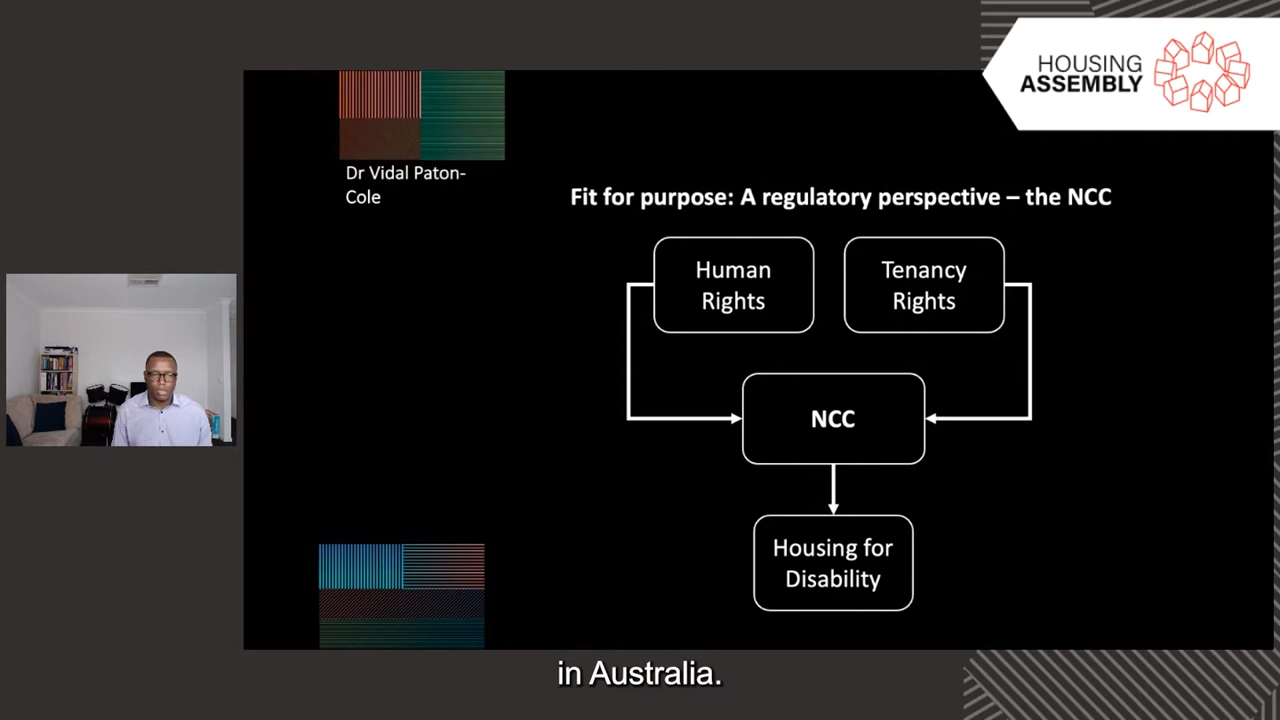 HOUSING
ASSEMBLY
Dr Vidal Paton-
Cole
Fit for purpose: A regulatory perspective – the NCC
Human
Rights
Tenancy
Rights
NCC
Housing for
Disability
in Australia.